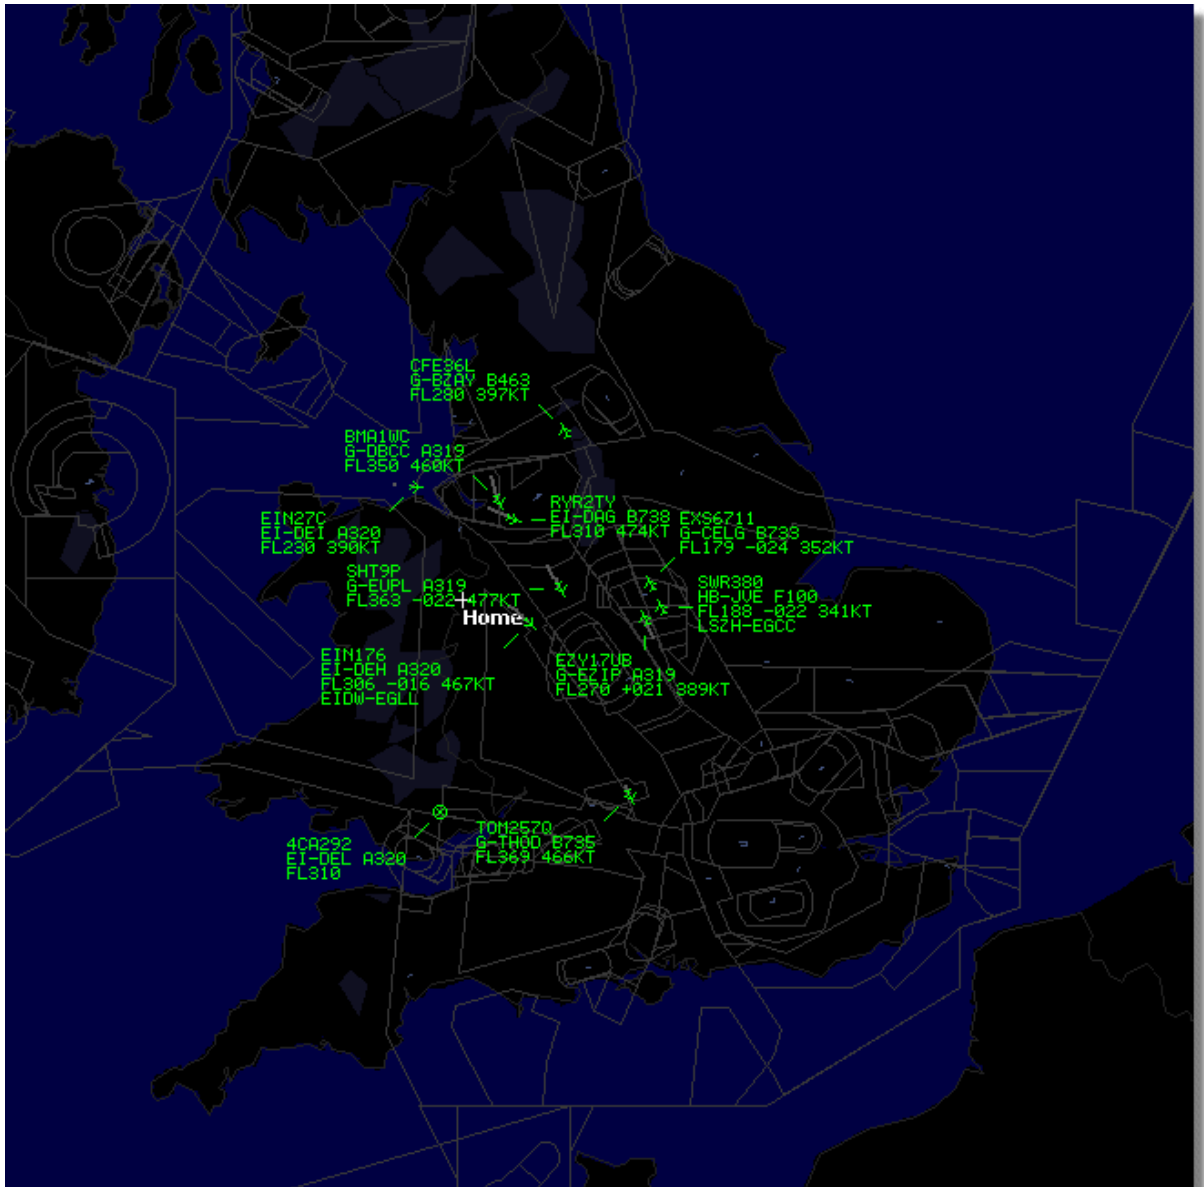 CFE36L
G-BZAY B463
FL280 397KT
BMA1WC
G-DBCC A319
FL350 460KT
RYR2TY
EI-DAG B738
FL310 474KT
EXS6711
G-CELG B733
FL179 -024 352KT
EIN27C
EI-DEI A320
FL230 390KT
SHT9P
G-EUPL A319
FL363 -022 477KT
SWR380
HB-JVE F100
FL188 -022 341KT
LSZH-EGCC
Home
EIN176
EI-DEH A320
FL306 -016 467KT
EIDW-EGLL
EZY17UB
G-EZIP A319
FL270 +021 389KT
TOM257Q
G-THOD B735
FL369 466KT
4CA292
EI-DEL A320
FL310